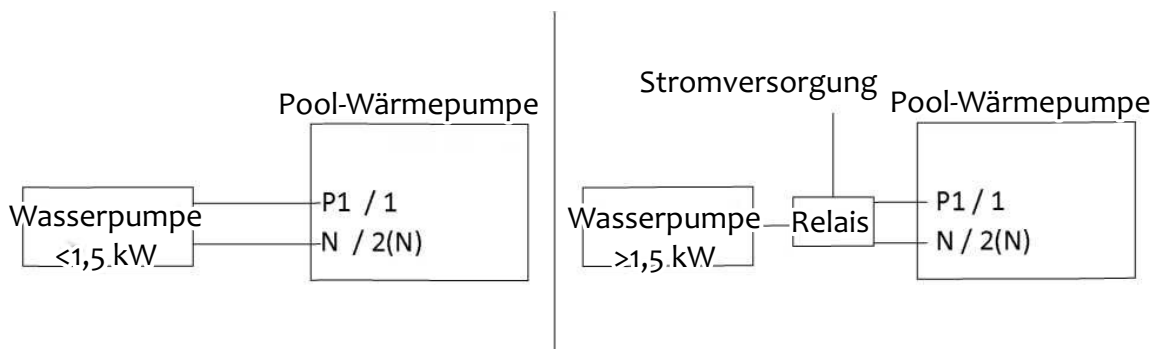 Pool-Wärmepumpe
Wasserpumpe
<1,5 kW
P1 / 1
N / 2(N)
Stromversorgung
Pool-Wärmepumpe
Wasserpumpe
>1,5 kW
Relais
P1 / 1
N / 2(N)